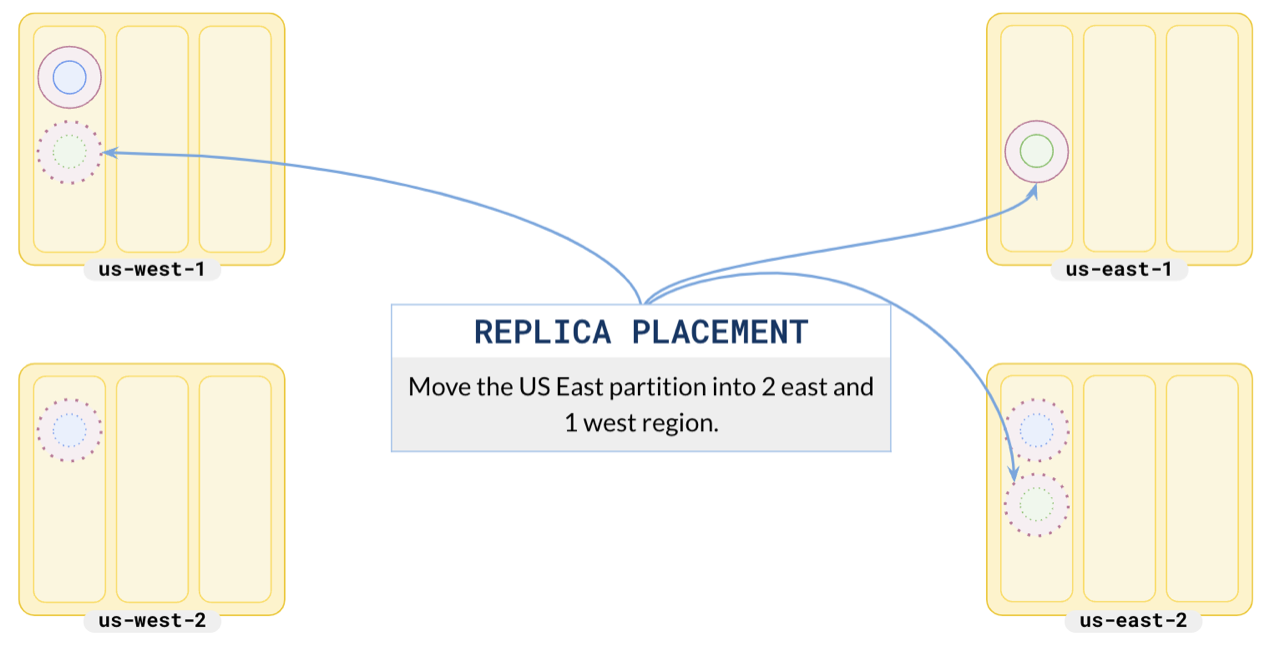 us-west-1
us-east-1
REPLICA PLACEMENT
Move the US East partition into 2 east and
1 west region.
us-west-2
us-east-2